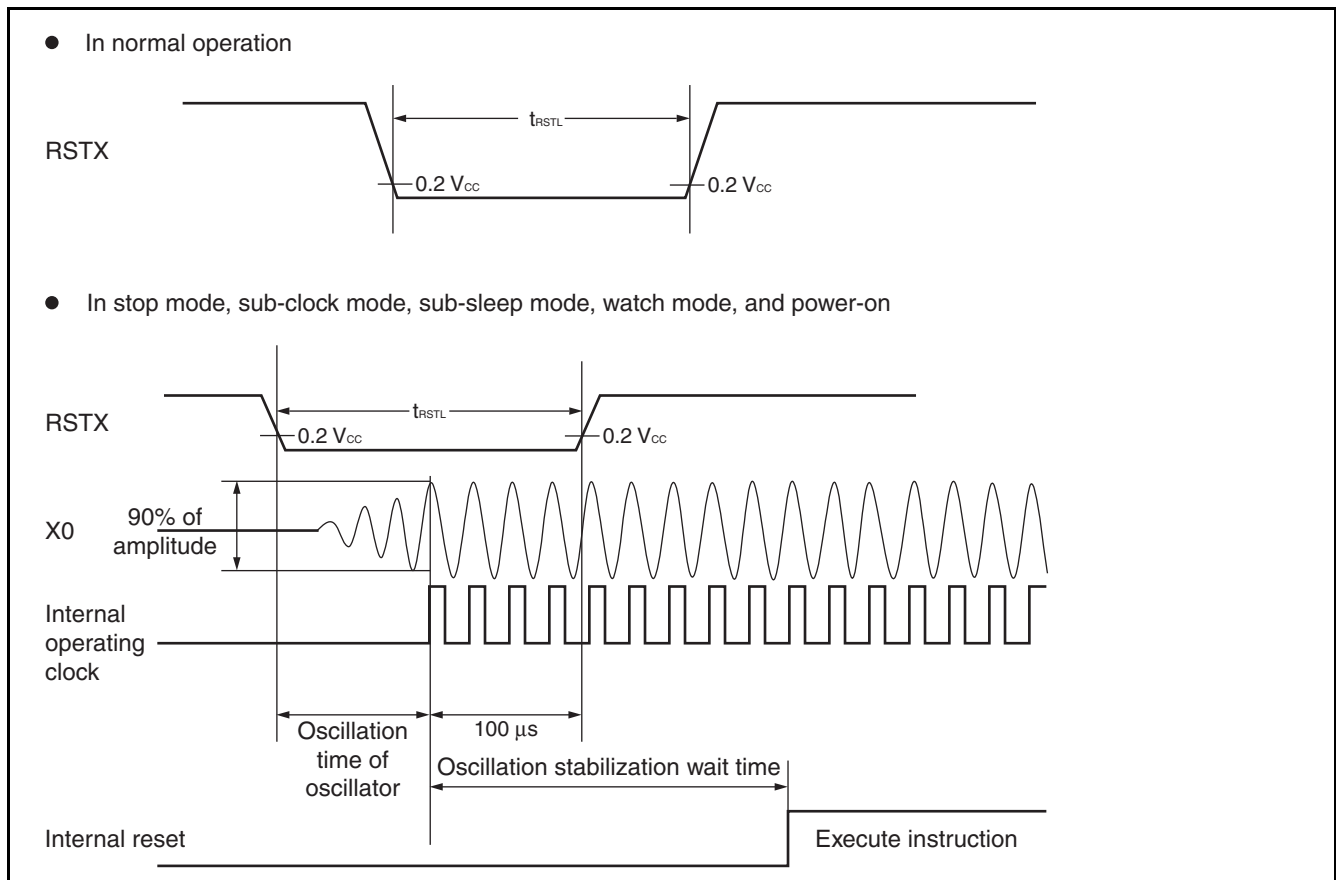 ● In normal operation
tRSTL
RSTX
0.2 VCC
0.2 VCC
● In stop mode, sub-clock mode, sub-sleep mode, watch mode, and power-on
tRSTL
RSTX
0.2 VCC
0.2 VCC
90% of
amplitude
X0
Internal
operating
clock
Oscillation
time of
oscillator
100 μs
Oscillation stabilization wait time
Internal reset
Execute instruction